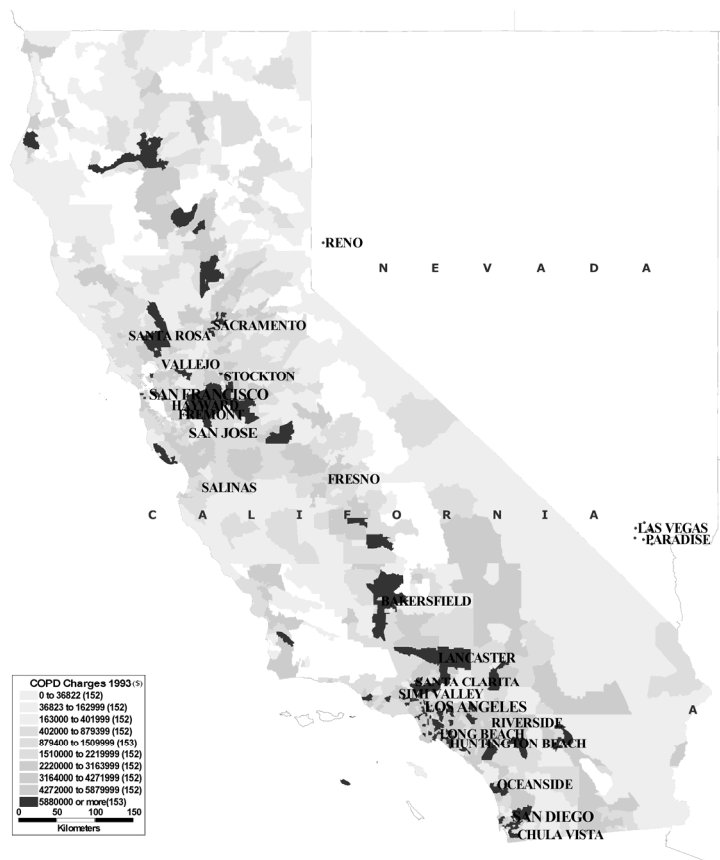 RENO
N E V A D A
SACRAMENTO
SANTA ROSA
VALLEJO
STOCKTON
SAN FRANCISCO
HAYWARD
FREMONT
SAN JOSE
FRESNO
SALINAS
C A L I F O R N I A
LAS VEGAS
PARADISE
BAKERSFIELD
LANCASTER
SANTA CLARITA
SIMI VALLEY
LOS ANGELES
A
RIVERSIDE
LONG BEACH
HUNTINGTON BEACH
OCEANSIDE
SAN DIEGO
CHULA VISTA
COPD Charges 1993 ($)
0 to 36822 (152)
36823 to 162999 (152)
163000 to 401999 (152)
402000 to 879399 (152)
879400 to 1509999 (153)
1510000 to 2219999 (152)
2220000 to 3163999 (152)
3164000 to 4271999 (152)
4272000 to 5879999 (152)
5880000 or more(153)
0 50 100 150
Kilometers